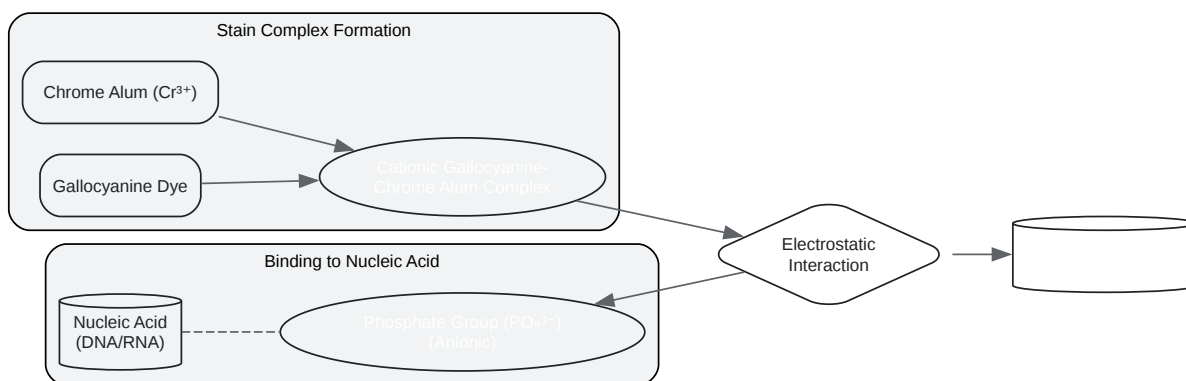 Stain Complex Formation
Chrome Alum (Cr³⁺)
Gallocyanine Dye
Cationic Gallocyanine-
Chrome Alum Complex
Electrostatic
Interaction
Binding to Nucleic Acid
Nucleic Acid
(DNA/RNA)
Phosphate Group (PO₄³⁻)
(Anionic)